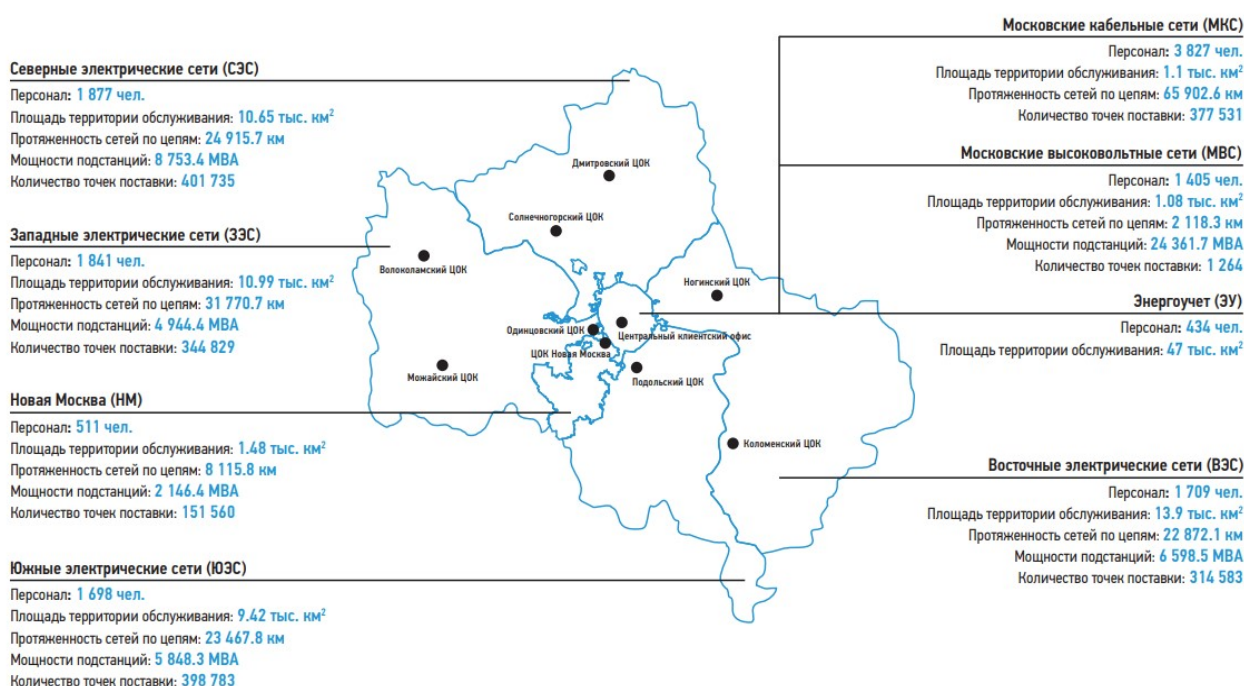 Северные электрические сети (СЭС)
Персонал: 1 877 чел.
Площадь территории обслуживания: 10.65 тыс. км²
Протяженность сетей по цепям: 24 915.7 км
Мощности подстанций: 8 753.4 МВА
Количество точек поставки: 401 735
Западные электрические сети (ЗЭС)
Персонал: 1 841 чел.
Площадь территории обслуживания: 10.99 тыс. км²
Протяженность сетей по цепям: 31 770.7 км
Мощности подстанций: 4 944.4 МВА
Количество точек поставки: 344 829
Новая Москва (НМ)
Персонал: 511 чел.
Площадь территории обслуживания: 1.48 тыс. км²
Протяженность сетей по цепям: 8 115.8 км
Мощности подстанций: 2 146.4 МВА
Количество точек поставки: 151 560
Южные электрические сети (ЮЭС)
Персонал: 1 698 чел.
Площадь территории обслуживания: 9.42 тыс. км²
Протяженность сетей по цепям: 23 467.8 км
Мощности подстанций: 5 848.3 МВА
Количество точек поставки: 398 783
Дмитровский ЦОК
Солнечногорский ЦОК
Волоколамский ЦОК
Ногинский ЦОК
Одинцовский ЦОК
Центральный клиентский офис
ЦОК Новая Москва
Можайский ЦОК
Подольский ЦОК
Коломенский ЦОК
Московские кабельные сети (МКС)
Персонал: 3 827 чел.
Площадь территории обслуживания: 1.1 тыс. км²
Протяженность сетей по цепям: 65 902.6 км
Количество точек поставки: 377 531
Московские высоковольтные сети (МВС)
Персонал: 1 405 чел.
Площадь территории обслуживания: 1.08 тыс. км²
Протяженность сетей по цепям: 2 118.3 км
Мощности подстанций: 24 361.7 МВА
Количество точек поставки: 1 264
Энергоучет (ЭУ)
Персонал: 434 чел.
Площадь территории обслуживания: 47 тыс. км²
Восточные электрические сети (ВЭС)
Персонал: 1 709 чел.
Площадь территории обслуживания: 13.9 тыс. км²
Протяженность сетей по цепям: 22 872.1 км
Мощности подстанций: 6 598.5 МВА
Количество точек поставки: 314 583